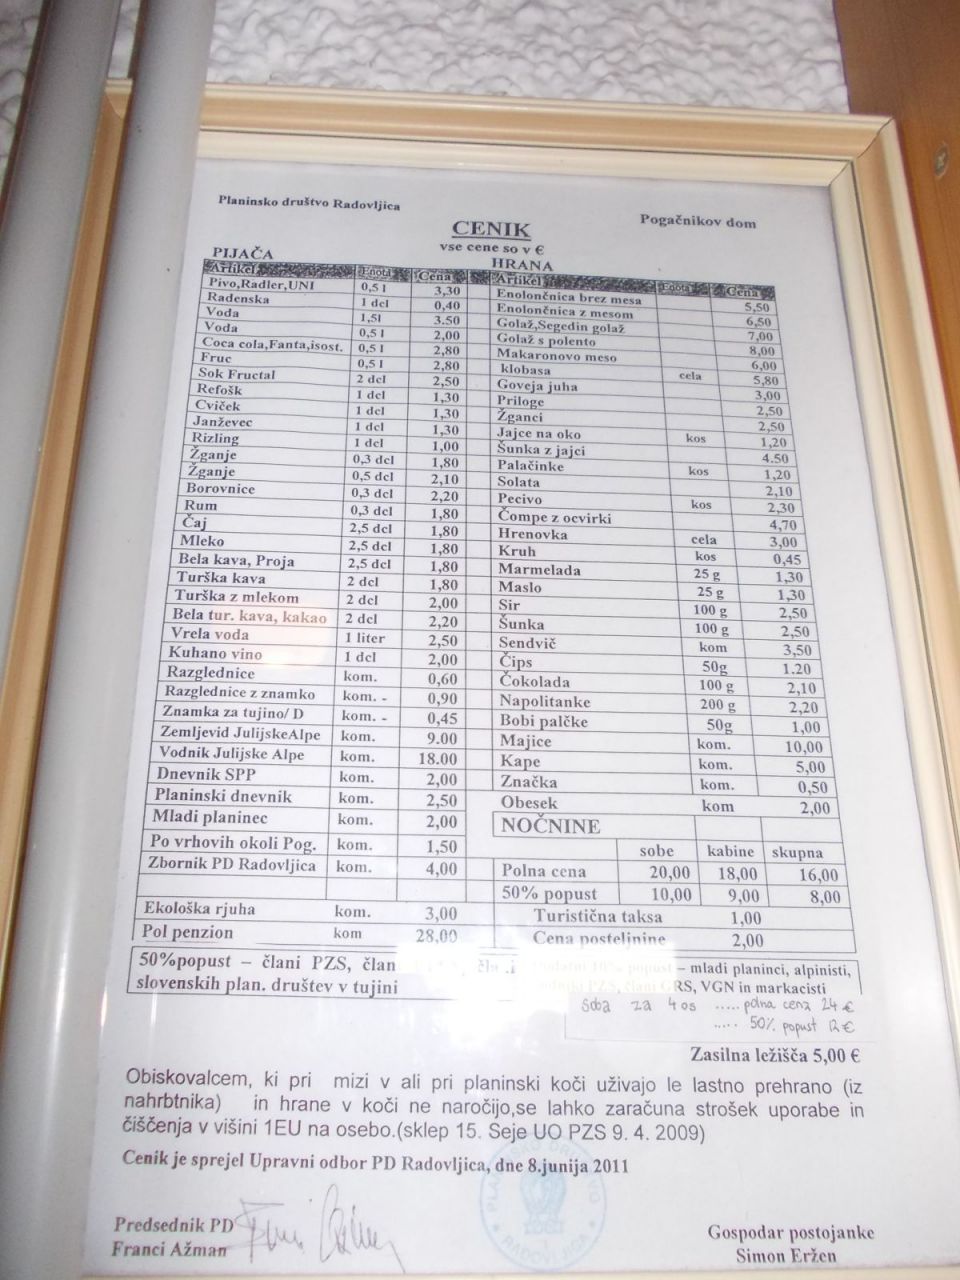 Planinsko društvo Radovljica
Pogačnikov dom
CENIK
vse cene so v €
PIJAČA
Artikel Enota Cena
Pivo,Radler,UNI 0,5 l 3,30
Radenska 1 dcl 0,40
Voda 1,5l 3.50
Voda 0,5 l 2,00
Coca cola,Fanta,isost. 0,5 l 2,80
Fruc 0,5 l 2,80
Sok Fructal 2 dcl 2,50
Refošk 1 dcl 1,30
Cviček 1 dcl 1,30
Janževec 1 dcl 1,30
Rizling 1 dcl 1,00
Žganje 0,3 dcl 1,80
Žganje 0,5 dcl 2,10
Borovnice 0,3 dcl 2,20
Rum 0,3 dcl 1,80
Čaj 2,5 dcl 1,80
Mleko 2,5 dcl 1,80
Bela kava, Proja 2,5 dcl 1,80
Turška kava 2 dcl 1,80
Turška z mlekom 2 dcl 2,00
Bela tur. kava, kakao 2 dcl 2,20
Vrela voda 1 liter 2,50
Kuhano vino 1 dcl 2,00
Razglednice kom. 0,60
Razglednice z znamko kom. - 0,90
Znamka za tujino/ D kom. - 0,45
Zemljevid JulijskeAlpe kom. 9.00
Vodnik Julijske Alpe kom. 18.00
Dnevnik SPP kom. 2,00
Planinski dnevnik kom. 2,50
Mladi planinec kom. 2,00
Po vrhovih okoli Pog. kom. 1,50
Zbornik PD Radovljica kom. 4,00
Ekološka rjuha kom. 3,00
Pol penzion kom 28,00
HRANA
Artikel Enota Cena
Enolončnica brez mesa 5,50
Enolončnica z mesom 6,50
Golaž,Segedin golaž 7,00
Golaž s polento 8,00
Makaronovo meso 6,00
klobasa cela 5,80
Goveja juha 3,00
Priloge 2,50
Žganci 2,50
Jajce na oko kos 1,20
Šunka z jajci 4.50
Palačinke kos 1,20
Solata 2,10
Pecivo kos 2,30
Čompe z ocvirki 4,70
Hrenovka cela 3,00
Kruh kos 0,45
Marmelada 25 g 1,30
Maslo 25 g 1,30
Sir 100 g 2,50
Šunka 100 g 2,50
Sendvič kom 3,50
Čips 50g 1.20
Čokolada 100 g 2,10
Napolitanke 200 g 2,20
Bobi palčke 50g 1,00
Majice kom. 10,00
Kape kom. 5,00
Značka kom. 0,50
Obesek kom 2,00
NOČNINE
sobe kabine skupna
Polna cena 20,00 18,00 16,00
50% popust 10,00 9,00 8,00
Turistična taksa 1,00
Cena posteljnine 2,00
50%popust – člani PZS, član
slovenskih plan. društev v tujini
popust – mladi planinci, alpinisti,
PZS, člani GRS, VGN in markacisti
Soba za 4 os ..... polna cena 24 €
..... 50% popust 12 €
Zasilna ležišča 5,00 €
Obiskovalcem, ki pri mizi v ali pri planinski koči uživajo le lastno prehrano (iz
nahrbtnika) in hrane v koči ne naročijo,se lahko zaračuna strošek uporabe in
čiščenja v višini 1EU na osebo.(sklep 15. Seje UO PZS 9. 4. 2009)
Cenik je sprejel Upravni odbor PD Radovljica, dne 8.junija 2011
PLANINSKO DRUŠTVO
RADOVLJICA
Predsednik PD
Franci Ažman
Gospodar postojanke
Simon Eržen